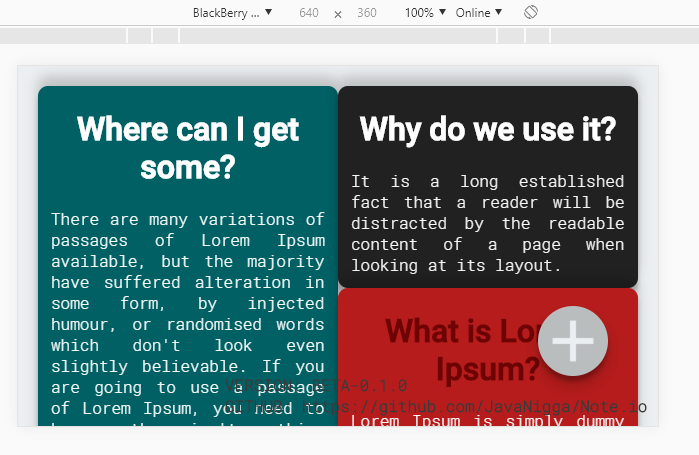 BlackBerry ... ▼ 640 × 360 100% ▼ Online ▼
Where can I get
some?
There are many variations of
passages of Lorem Ipsum
available, but the majority
have suffered alteration in
some form, by injected
humour, or randomised words
which don't look even
slightly believable. If you
are going to use a passage
of Lorem Ipsum, you need to
Why do we use it?
It is a long established
fact that a reader will be
distracted by the readable
content of a page when
looking at its layout.
What is Lorem
Ipsum?
Lorem Ipsum is simply dummy
VERSION: BETA-0.1.0
GITHUB: https://github.com/JavaNigga/Note.io